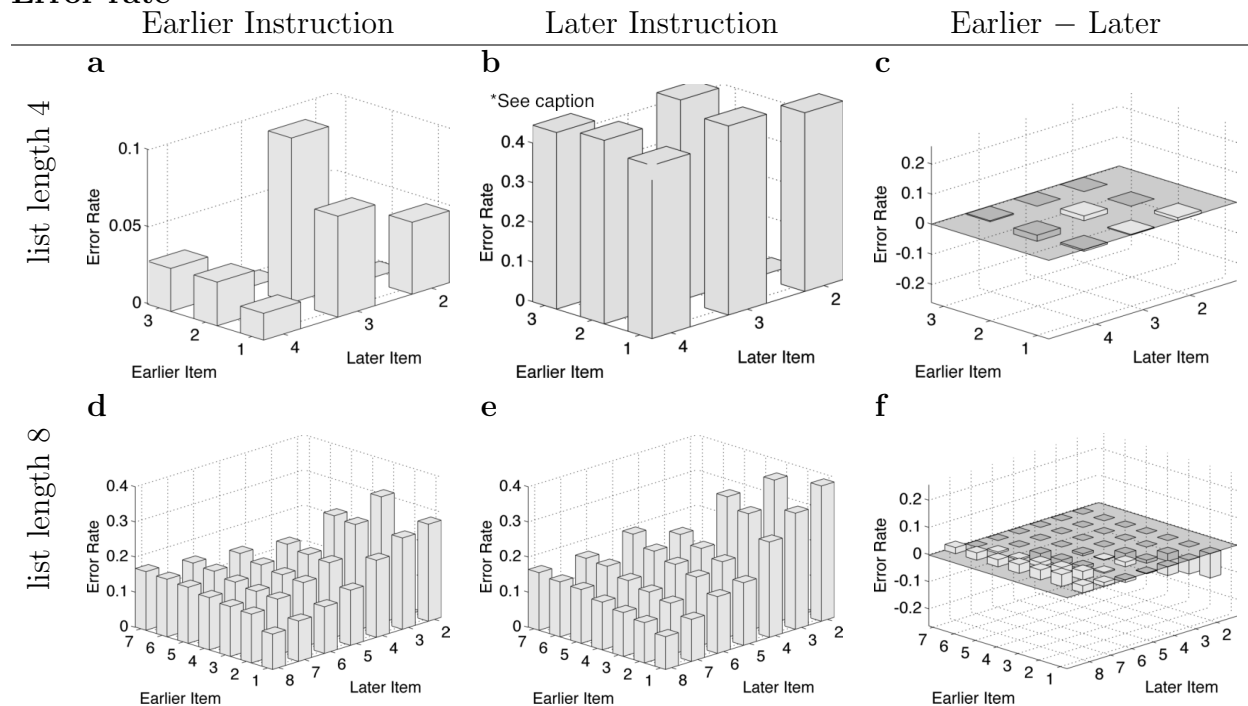 Error rate
Earlier Instruction Later Instruction Earlier − Later
list length 4
a
0.1
0.05
0
Error Rate
3 2 1
Earlier Item
4 3 2
Later Item
b
*See caption
0.4
0.3
0.2
0.1
0
Error Rate
3 2 1
Earlier Item
4 3 2
Later Item
c
0.2
0.1
0
-0.1
-0.2
Error Rate
3 2 1
Earlier Item
4 3 2
Later Item
list length 8
d
0.4
0.3
0.2
0.1
0
Error Rate
7 6 5 4 3 2 1
Earlier Item
8 7 6 5 4 3 2
Later Item
e
0.4
0.3
0.2
0.1
0
Error Rate
7 6 5 4 3 2 1
Earlier Item
8 7 6 5 4 3 2
Later Item
f
0.2
0.1
0
-0.1
-0.2
Error Rate
7 6 5 4 3 2 1
Earlier Item
8 7 6 5 4 3 2
Later Item